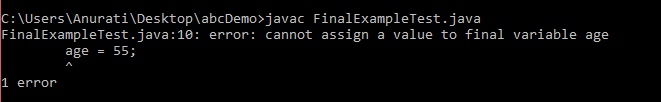 C:\Users\Anurati\Desktop\abcDemo>javac FinalExampleTest.java
FinalExampleTest.java:10: error: cannot assign a value to final variable age
        age = 55;
        ^
1 error